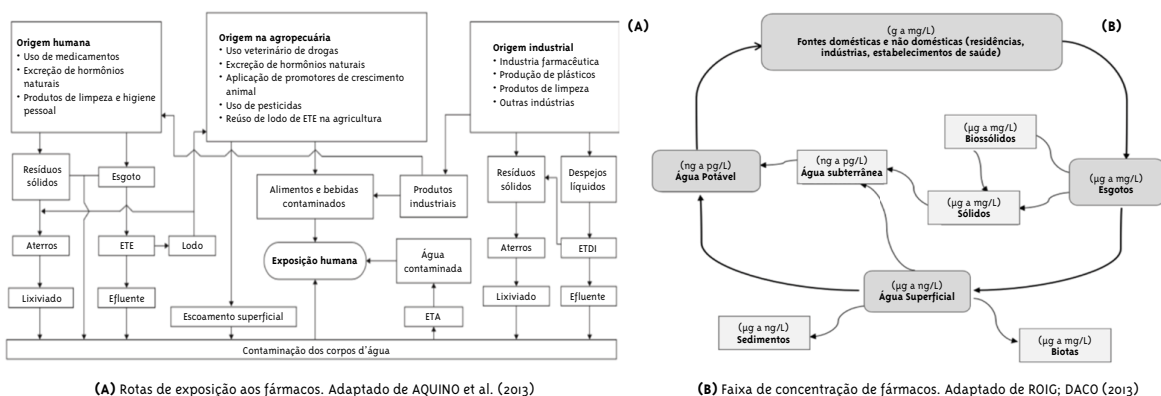 (A)
Origem humana
• Uso de medicamentos
• Excreção de hormônios
naturais
• Produtos de limpeza e higiene
pessoal
Origem na agropecuária
• Uso veterinário de drogas
• Excreção de hormônios naturais
• Aplicação de promotores de crescimento
animal
• Uso de pesticidas
• Reúso de lodo de ETE na agricultura
Origem industrial
• Industria farmacêutica
• Produção de plásticos
• Produtos de limpeza
• Outras indústrias
Resíduos
sólidos
Esgoto
Alimentos e bebidas
contaminados
Produtos
industriais
Resíduos
sólidos
Despejos
líquidos
Aterros
ETE
Lodo
Exposição humana
Água
contaminada
Aterros
ETDI
Lixiviado
Efluente
Escoamento superficial
ETA
Lixiviado
Efluente
Contaminação dos corpos d'água
(A) Rotas de exposição aos fármacos. Adaptado de AQUINO et al. (2013)
(B)
(g a mg/L)
Fontes domésticas e não domésticas (residências,
indústrias, estabelecimentos de saúde)
(µg a mg/L)
Biossólidos
(ng a pg/L)
Água Potável
(ng a pg/L)
Água subterrânea
(µg a mg/L)
Sólidos
(µg a mg/L)
Esgotos
(µg a ng/L)
Água Superficial
(µg a ng/L)
Sedimentos
(µg a mg/L)
Biotas
(B) Faixa de concentração de fármacos. Adaptado de ROIG; DACO (2013)